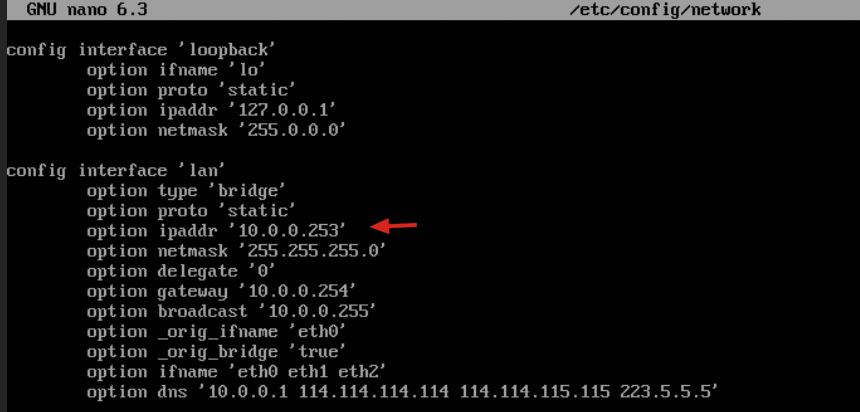 GNU nano 6.3 /etc/config/network
config interface 'loopback'
option ifname 'lo'
option proto 'static'
option ipaddr '127.0.0.1'
option netmask '255.0.0.0'
config interface 'lan'
option type 'bridge'
option proto 'static'
option ipaddr '10.0.0.253'
option netmask '255.255.255.0'
option delegate '0'
option gateway '10.0.0.254'
option broadcast '10.0.0.255'
option _orig_ifname 'eth0'
option _orig_bridge 'true'
option ifname 'eth0 eth1 eth2'
option dns '10.0.0.1 114.114.114.114 114.114.115.115 223.5.5.5'